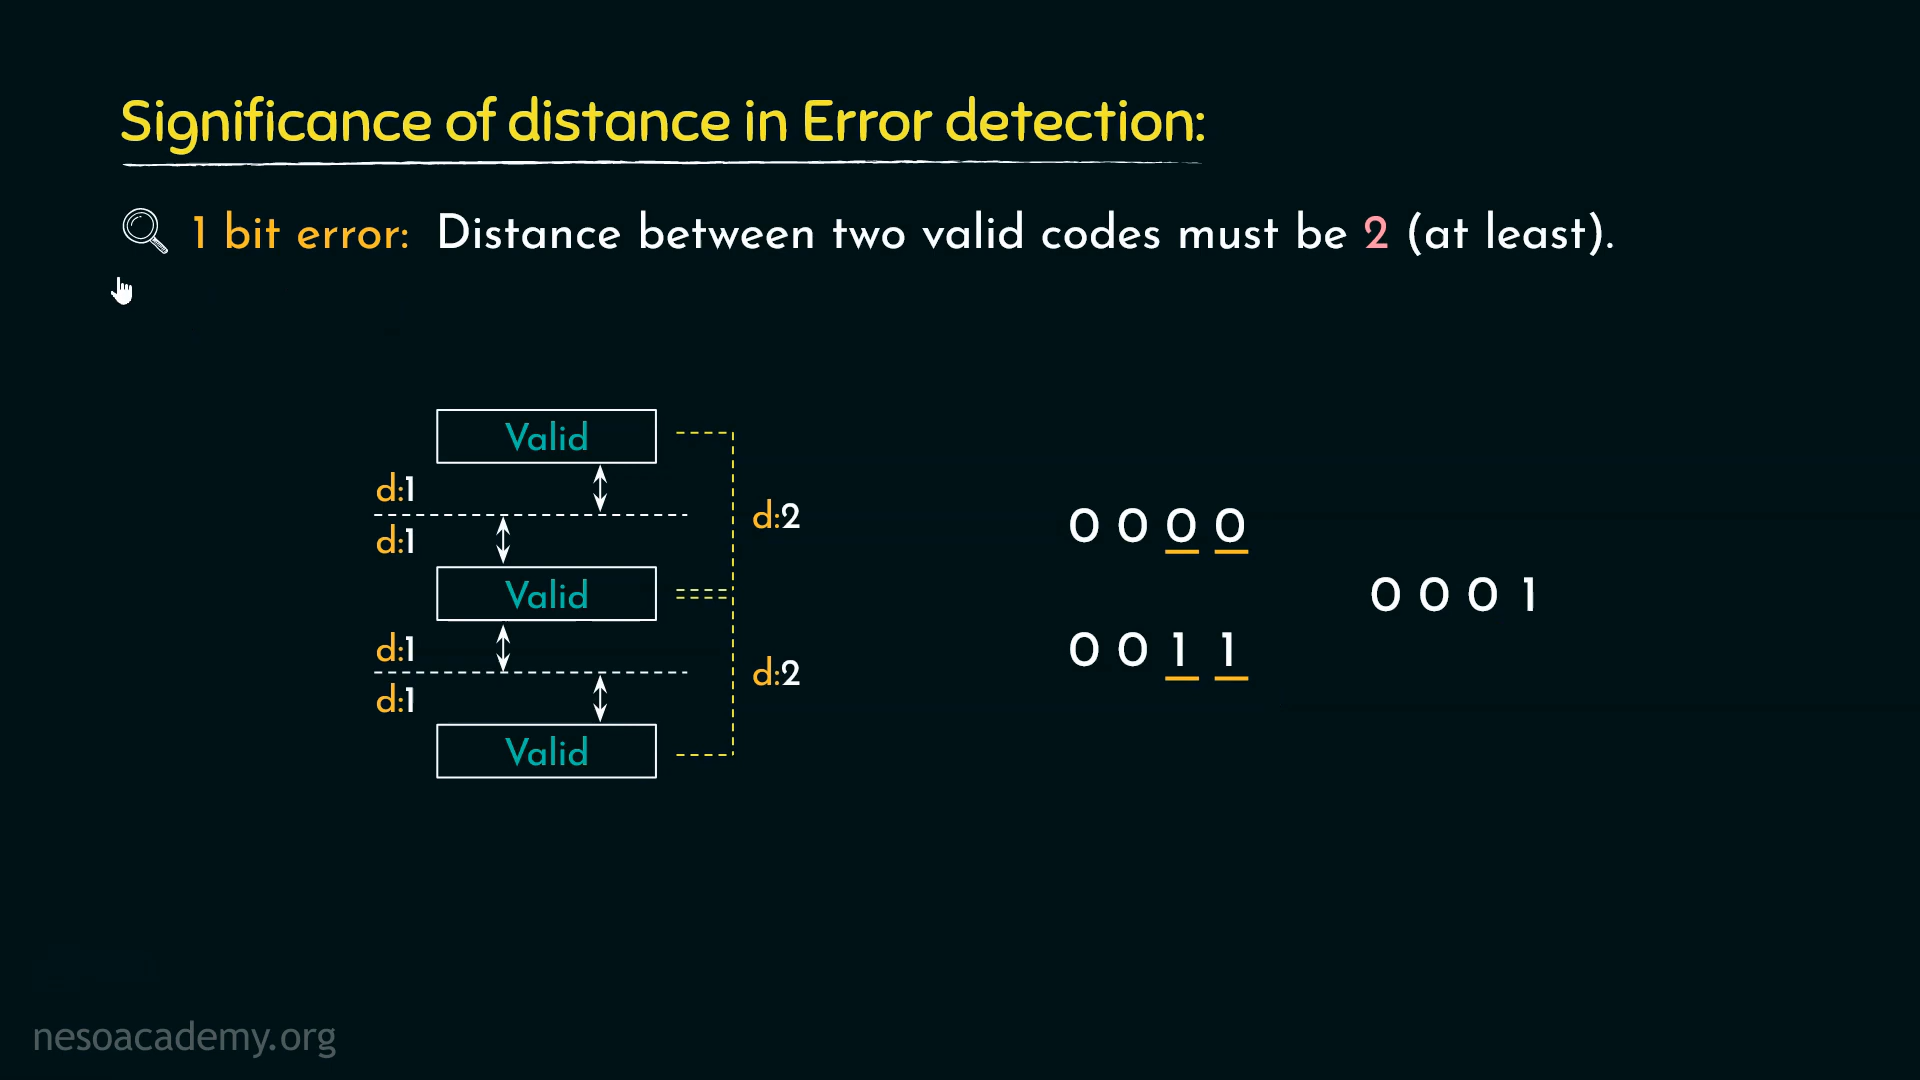 Significance of distance in Error detection:
1 bit error: Distance between two valid codes must be 2 (at least).
Valid
d:1
d:1
d:2
Valid
d:1
d:1
d:2
Valid
0 0 0 0
0 0 0 1
0 0 1 1
nesoacademy.org